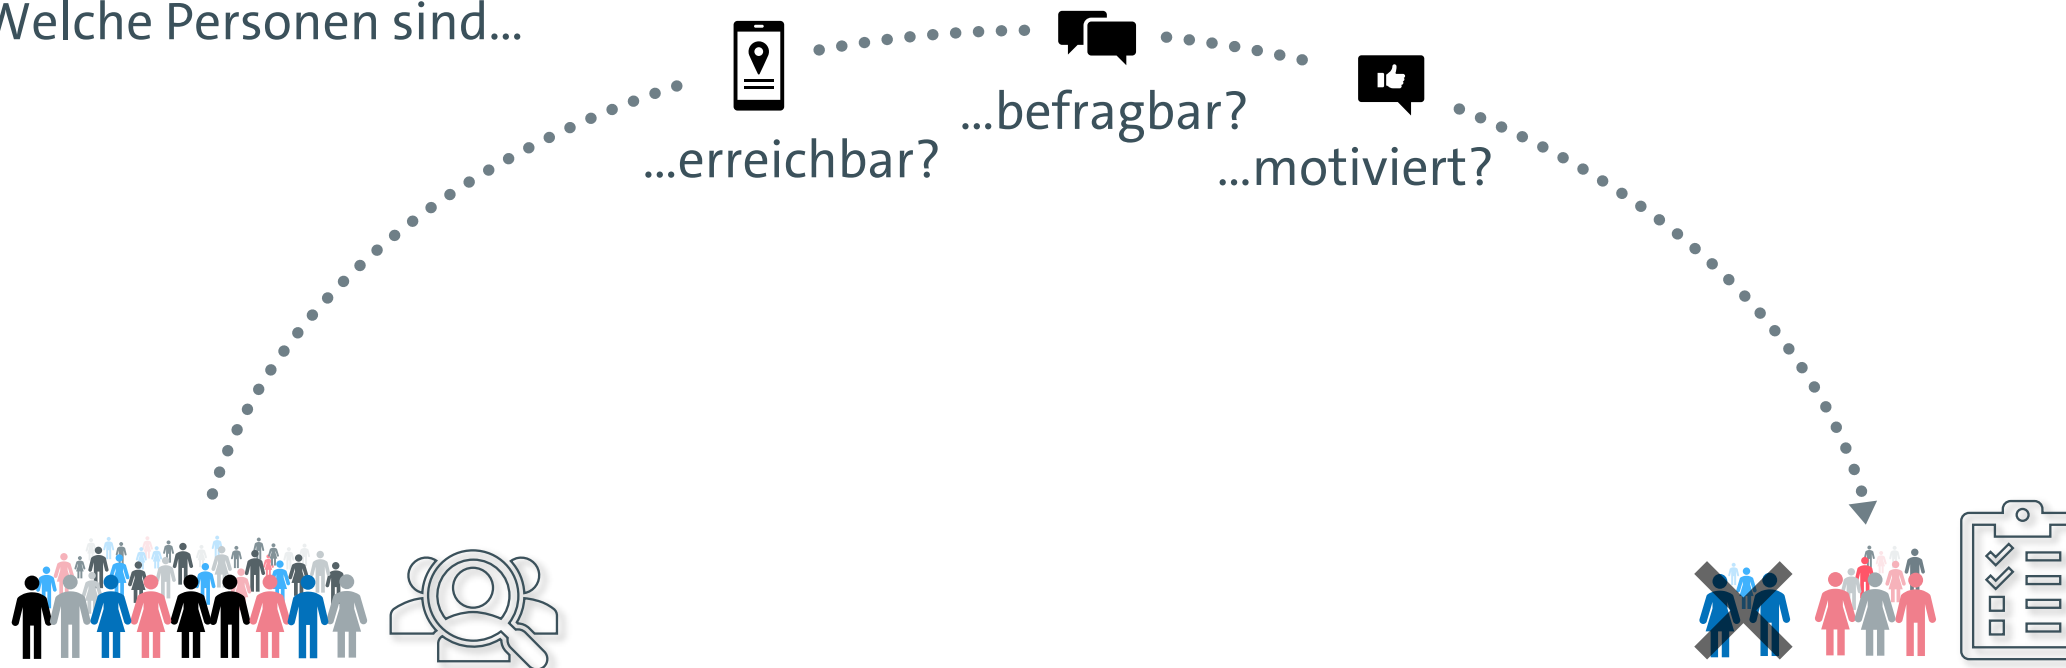 Welche Personen sind...
...erreichbar?
...befragbar?
...motiviert?